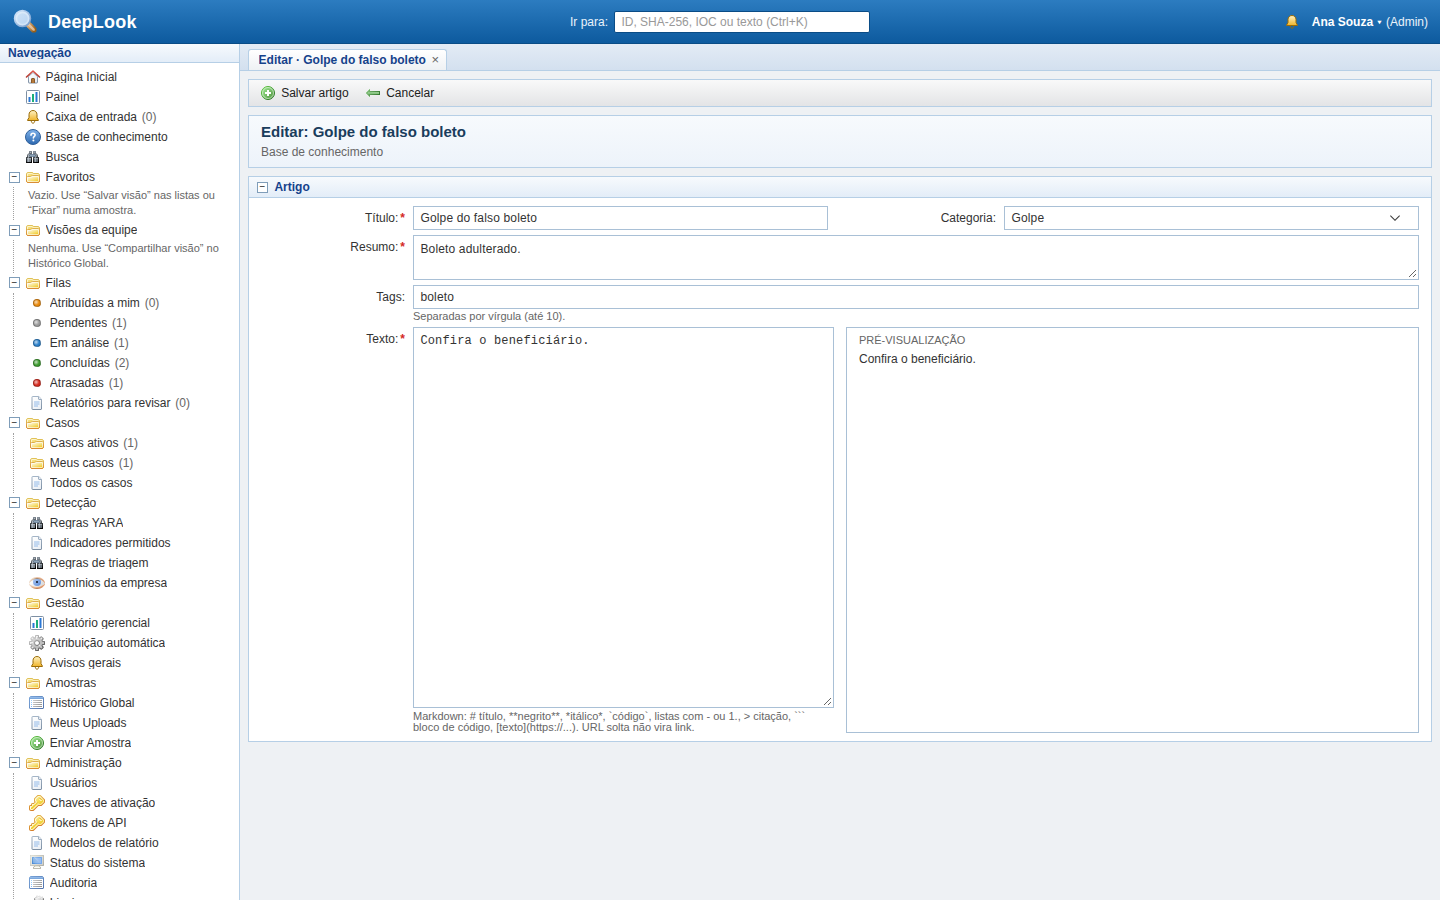 DeepLook
Ir para: ID, SHA-256, IOC ou texto (Ctrl+K)
Ana Souza (Admin)
Navegação
Página Inicial
Painel
Caixa de entrada (0)
Base de conhecimento
Busca
Favoritos
Vazio. Use “Salvar visão” nas listas ou
“Fixar” numa amostra.
Visões da equipe
Nenhuma. Use “Compartilhar visão” no
Histórico Global.
Filas
Atribuídas a mim (0)
Pendentes (1)
Em análise (1)
Concluídas (2)
Atrasadas (1)
Relatórios para revisar (0)
Casos
Casos ativos (1)
Meus casos (1)
Todos os casos
Detecção
Regras YARA
Indicadores permitidos
Regras de triagem
Domínios da empresa
Gestão
Relatório gerencial
Atribuição automática
Avisos gerais
Amostras
Histórico Global
Meus Uploads
Enviar Amostra
Administração
Usuários
Chaves de ativação
Tokens de API
Modelos de relatório
Status do sistema
Auditoria
Editar · Golpe do falso boleto ×
Salvar artigo Cancelar
Editar: Golpe do falso boleto
Base de conhecimento
Artigo
Título:* Golpe do falso boleto Categoria: Golpe
Resumo:* Boleto adulterado.
Tags: boleto
Separadas por vírgula (até 10).
Texto:* Confira o beneficiário.
PRÉ-VISUALIZAÇÃO
Confira o beneficiário.
Markdown: # título, **negrito**, *itálico*, `código`, listas com - ou 1., > citação, ```
bloco de código, [texto](https://...). URL solta não vira link.